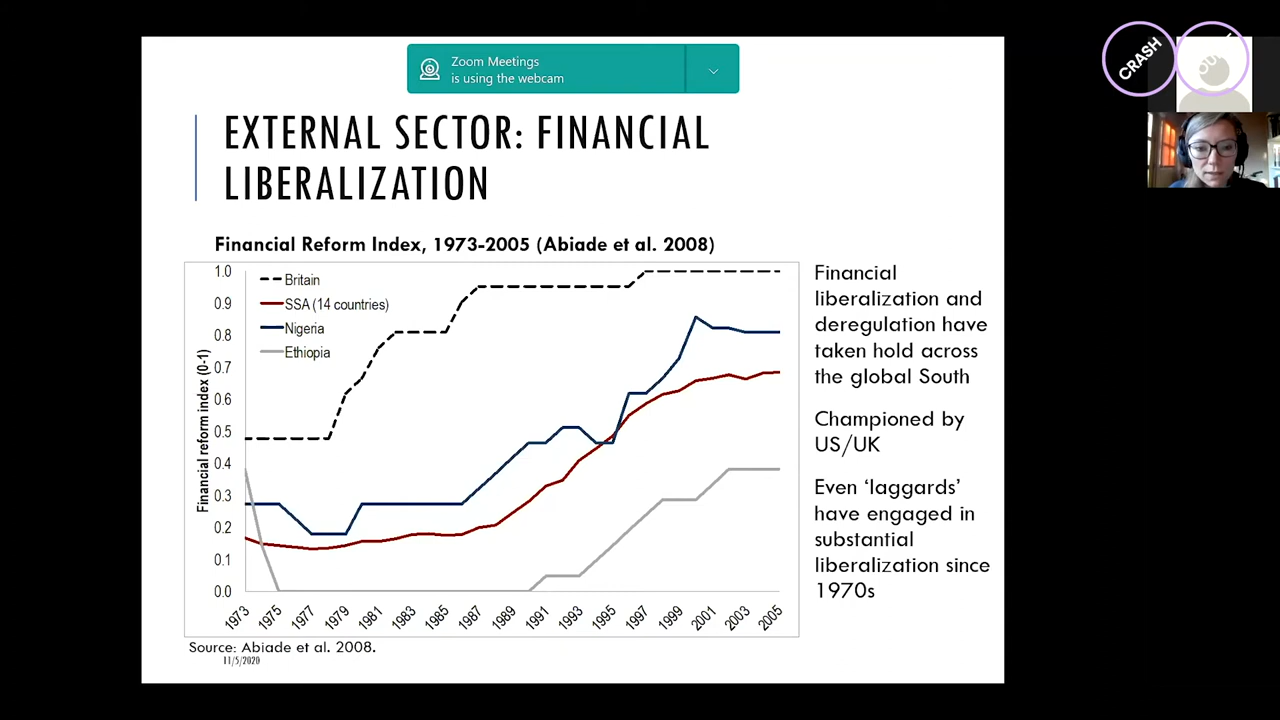 Zoom Meetings
is using the webcam
CRASH
EXTERNAL SECTOR: FINANCIAL
LIBERALIZATION
Financial Reform Index, 1973-2005 (Abiade et al. 2008)
1.0
0.9
0.8
0.7
0.6
0.5
0.4
0.3
0.2
0.1
0.0
Financial reform index (0-1)
Britain
SSA (14 countries)
Nigeria
Ethiopia
1973
1975
1977
1979
1981
1983
1985
1987
1989
1991
1993
1995
1997
1999
2001
2003
2005
Financial
liberalization and
deregulation have
taken hold across
the global South
Championed by
US/UK
Even ‘laggards’
have engaged in
substantial
liberalization since
1970s
Source: Abiade et al. 2008.
11/5/2020